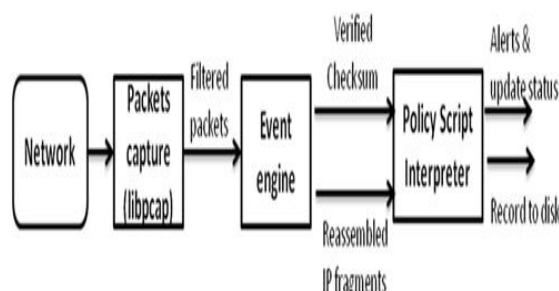 Network
Packets
capture
(libpcap)
Filtered
packets
Event
engine
Verified
Checksum
Reassembled
IP fragments
Policy Script
Interpreter
Alerts &
update status
Record to disk